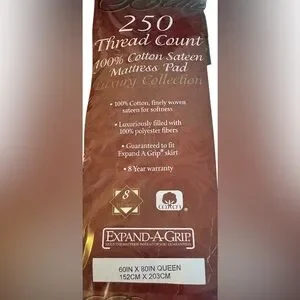 250
Thread Count
100% Cotton Sateen
Mattress Pad
Luxury Collection
• 100% Cotton, finely woven
sateen for softness
• Luxuriously filled with
100% polyester fibers
• Guaranteed to fit
Expand A Grip® skirt
• 8 Year warranty
8
COTTON
EXPAND-A-GRIP
60IN X 80IN QUEEN
152CM X 203CM